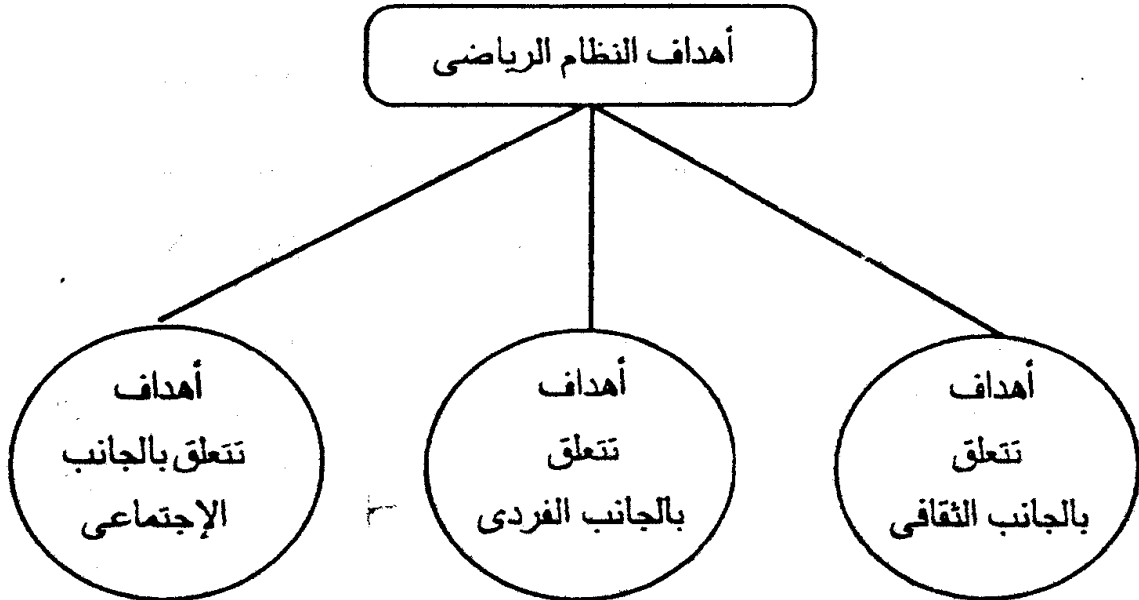 أهداف النظام الرياضى
أهداف
تتعلق
بالجانب الثقافى
أهداف
تتعلق
بالجانب الفردى
أهداف
تتعلق بالجانب
الإجتماعى